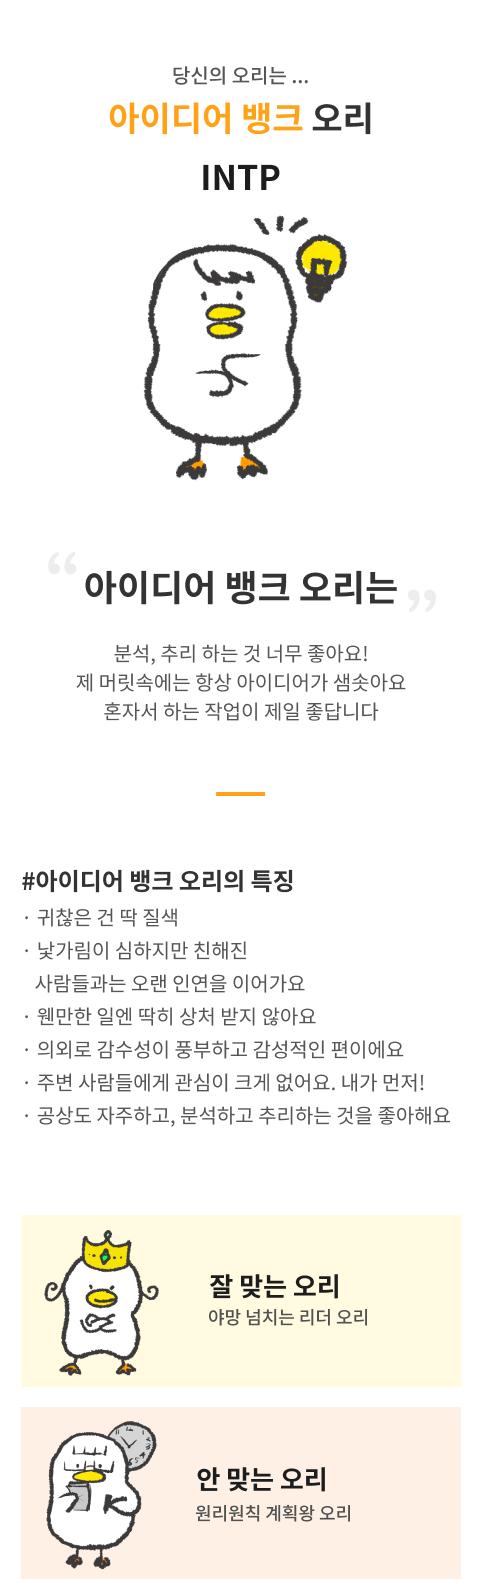 당신의 오리는 ...
아이디어 뱅크 오리
INTP
“ 아이디어 뱅크 오리는 ”
분석, 추리 하는 것 너무 좋아요!
제 머릿속에는 항상 아이디어가 샘솟아요
혼자서 하는 작업이 제일 좋답니다
#아이디어 뱅크 오리의 특징
· 귀찮은 건 딱 질색
· 낯가림이 심하지만 친해진
사람들과는 오랜 인연을 이어가요
· 웬만한 일엔 딱히 상처 받지 않아요
· 의외로 감수성이 풍부하고 감성적인 편이에요
· 주변 사람들에게 관심이 크게 없어요. 내가 먼저!
· 공상도 자주하고, 분석하고 추리하는 것을 좋아해요
잘 맞는 오리
야망 넘치는 리더 오리
안 맞는 오리
원리원칙 계획왕 오리